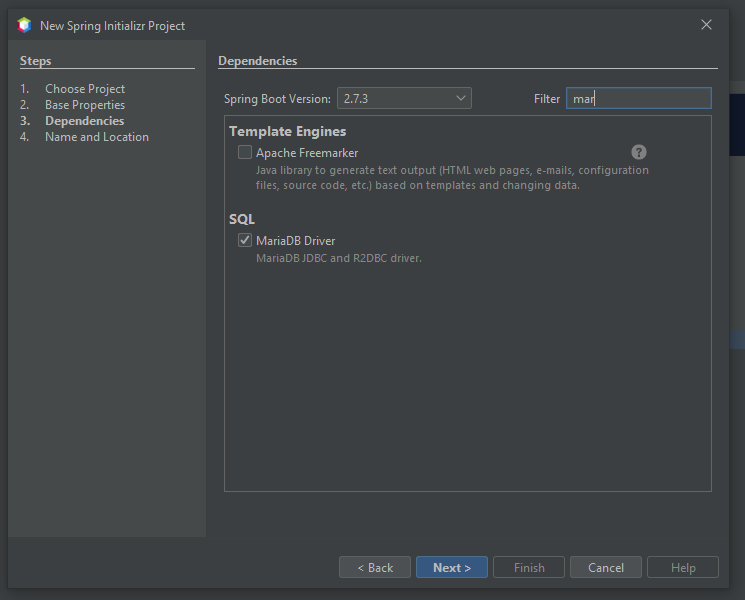 New Spring Initializr Project
Steps
1. Choose Project
2. Base Properties
3. Dependencies
4. Name and Location
Dependencies
Spring Boot Version: 2.7.3 Filter mar
Template Engines
Apache Freemarker ?
Java library to generate text output (HTML web pages, e-mails, configuration
files, source code, etc.) based on templates and changing data.
SQL
MariaDB Driver
MariaDB JDBC and R2DBC driver.
< Back Next > Finish Cancel Help